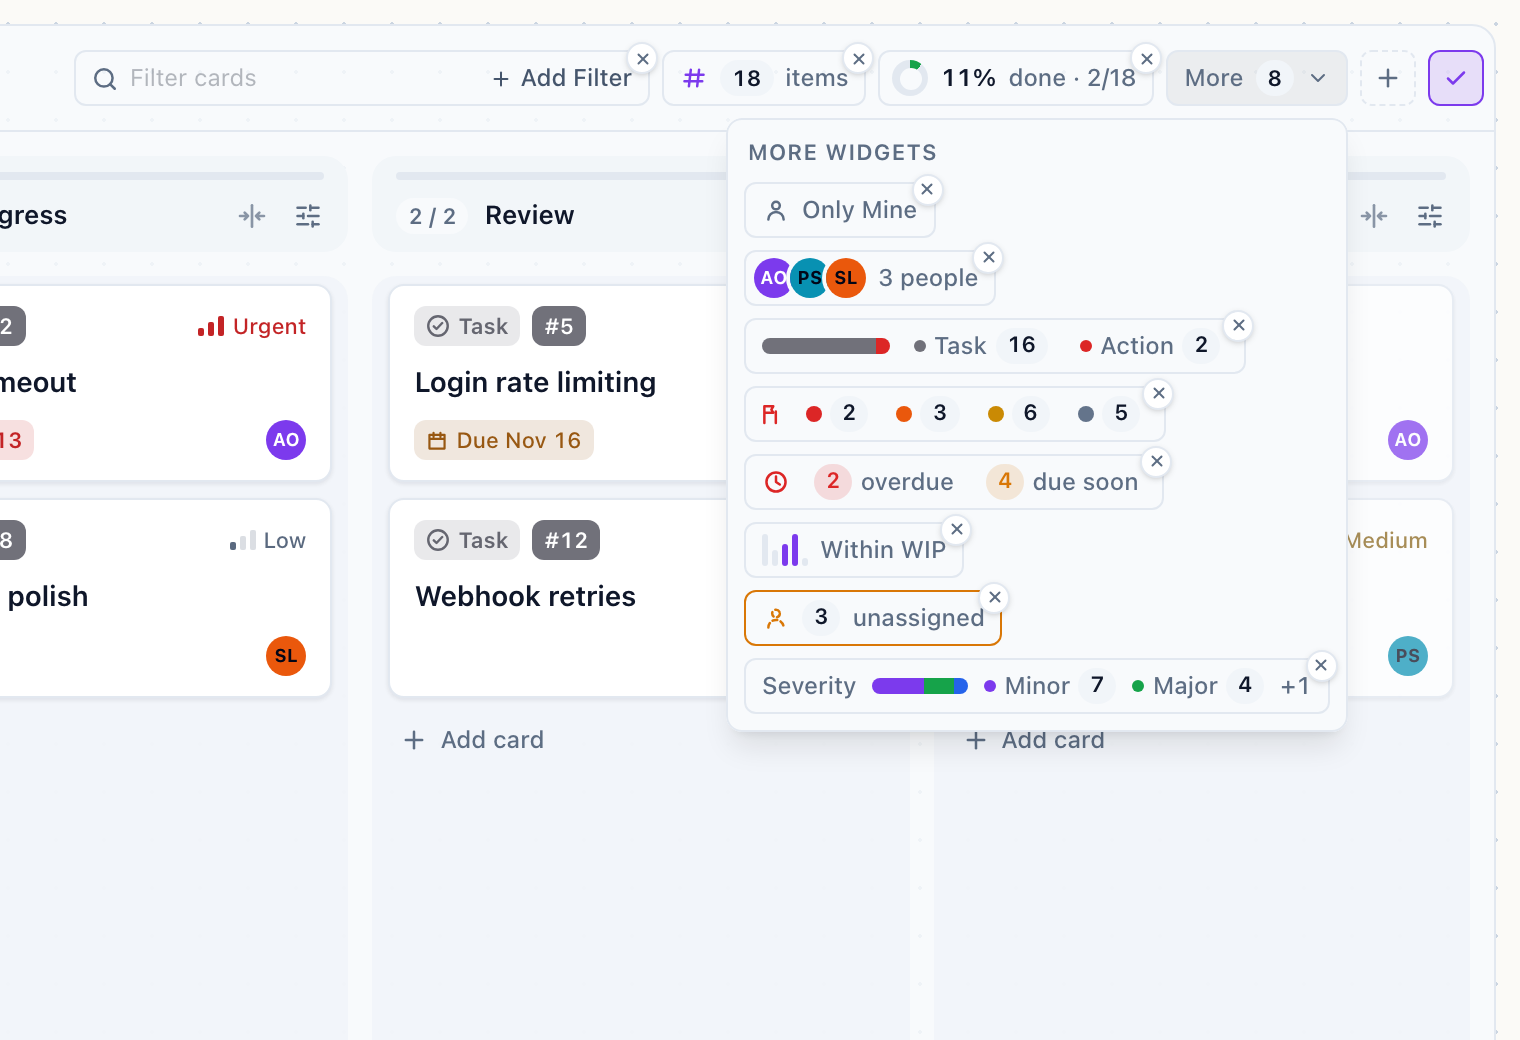 Filter cards + Add Filter # 18 items 11% done · 2/18 More 8
MORE WIDGETS
gress 2 / 2 Review Only Mine
AO PS SL 3 people
2 Urgent Task #5 Task 16 Action 2
meout Login rate limiting
2 3 6 5
13 AO Due Nov 16 AO
2 overdue 4 due soon
8 Low Task #12 Within WIP Medium
polish Webhook retries 3 unassigned
SL PS
Severity Minor 7 Major 4 +1
+ Add card + Add card